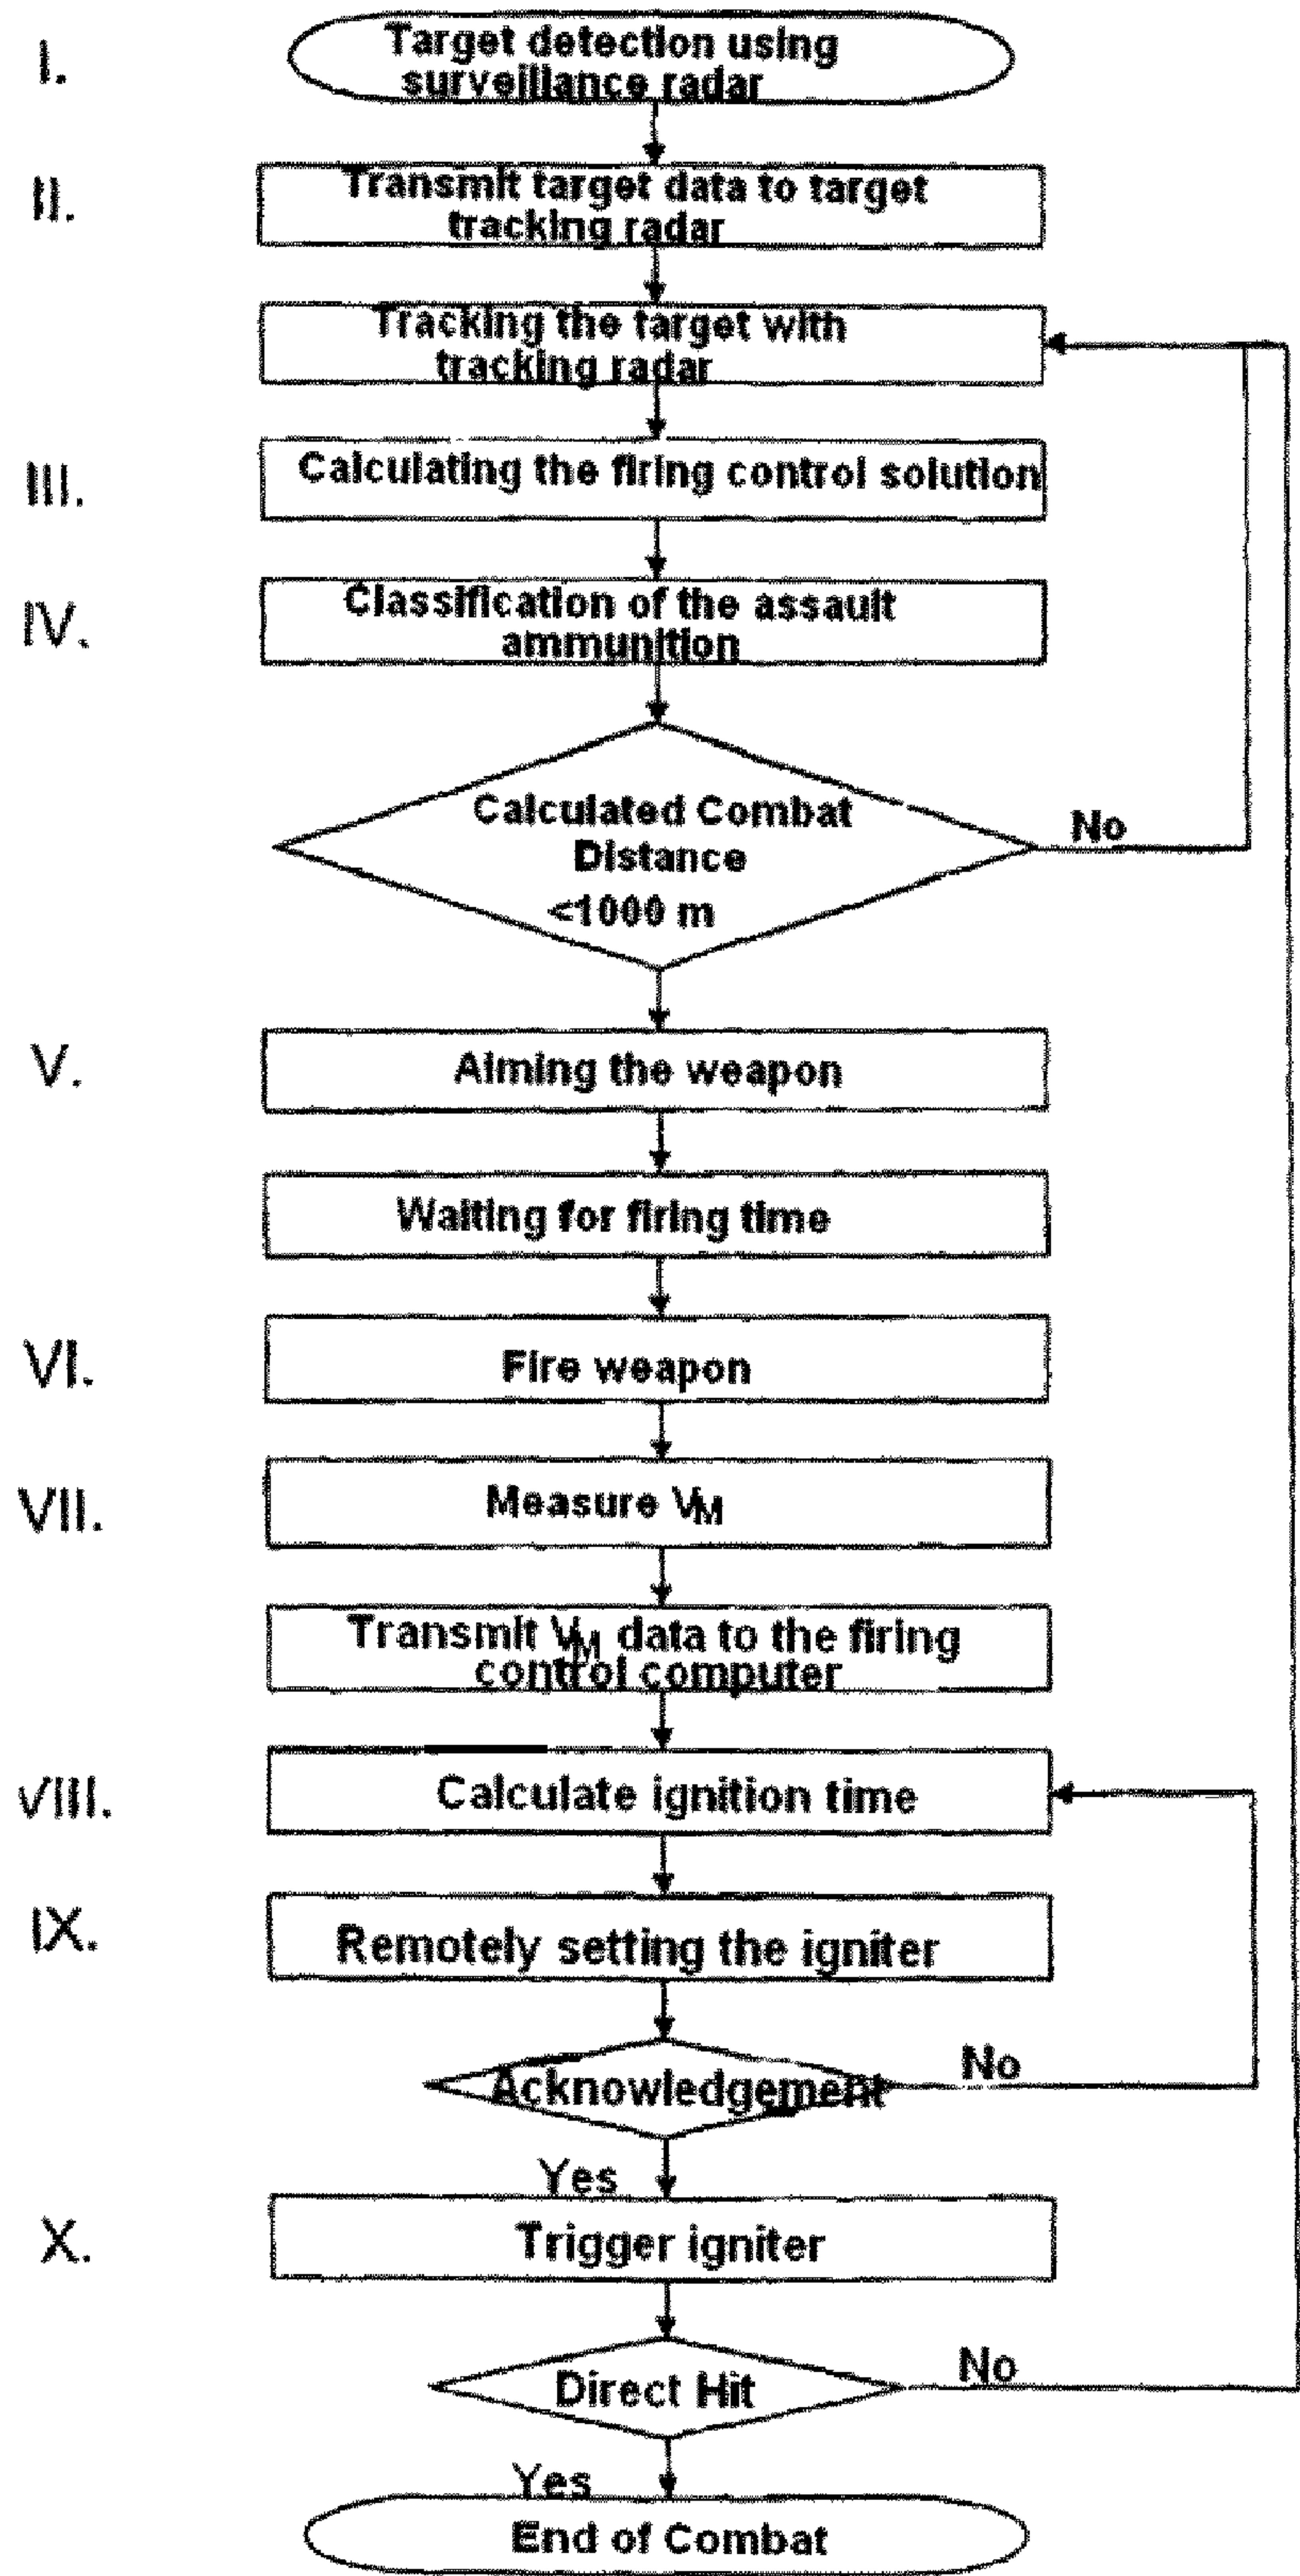 I.
Target detection using
surveillance radar
II.
Transmit target data to target
tracking radar
Tracking the target with
tracking radar
III.
Calculating the firing control solution
IV.
Classification of the assault
ammunition
Calculated Combat
Distance
<1000 m
No
V.
Aiming the weapon
Waiting for firing time
VI.
Fire weapon
VII.
Measure VM
Transmit VM data to the firing
control computer
VIII.
Calculate ignition time
IX.
Remotely setting the igniter
Acknowledgement
No
Yes
X.
Trigger igniter
Direct Hit
No
Yes
End of Combat